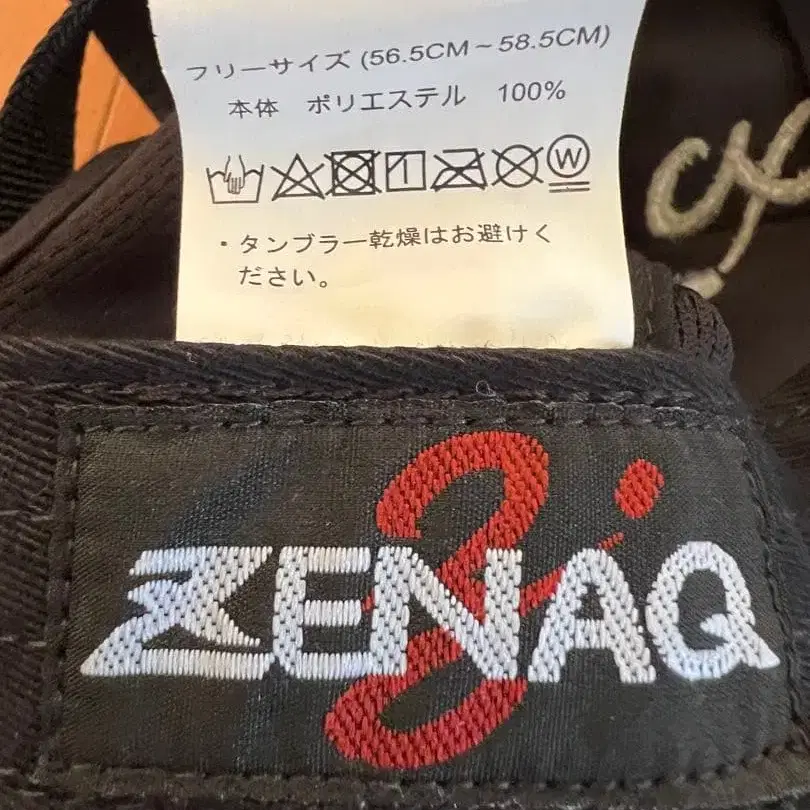 フリーサイズ (56.5CM～58.5CM)
本体　ポリエステル　100%
W
・タンブラー乾燥はお避けく
ださい。
ZENAQ